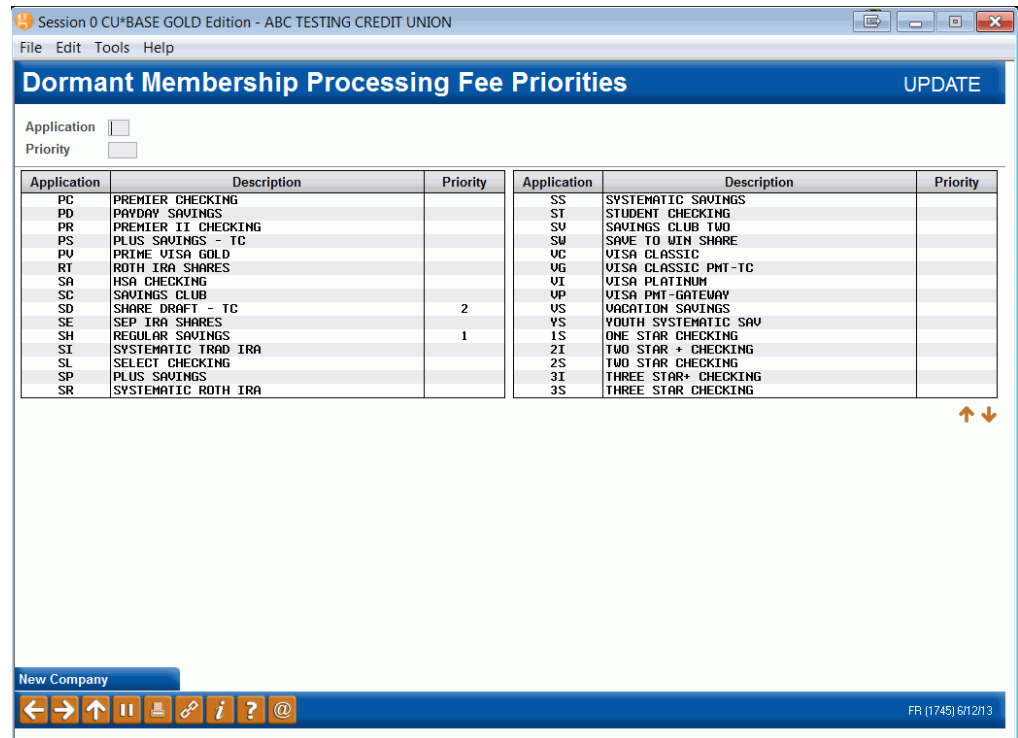 Session 0 CU*BASE GOLD Edition - ABC TESTING CREDIT UNION
File Edit Tools Help
Dormant Membership Processing Fee Priorities UPDATE
Application
Priority
Application Description Priority
PC PREMIER CHECKING
PD PAYDAY SAVINGS
PR PREMIER II CHECKING
PS PLUS SAVINGS - TC
PV PRIME VISA GOLD
RT ROTH IRA SHARES
SA HSA CHECKING
SC SAVINGS CLUB
SD SHARE DRAFT - TC 2
SE SEP IRA SHARES
SH REGULAR SAVINGS 1
SI SYSTEMATIC TRAD IRA
SL SELECT CHECKING
SP PLUS SAVINGS
SR SYSTEMATIC ROTH IRA
Application Description Priority
SS SYSTEMATIC SAVINGS
ST STUDENT CHECKING
SV SAVINGS CLUB TWO
SW SAVE TO WIN SHARE
VC VISA CLASSIC
VG VISA CLASSIC PMT-TC
VI VISA PLATINUM
VP VISA PMT-GATEWAY
VS VACATION SAVINGS
YS YOUTH SYSTEMATIC SAV
1S ONE STAR CHECKING
2I TWO STAR + CHECKING
2S TWO STAR CHECKING
3I THREE STAR+ CHECKING
3S THREE STAR CHECKING
New Company
FR (1745) 6/12/13